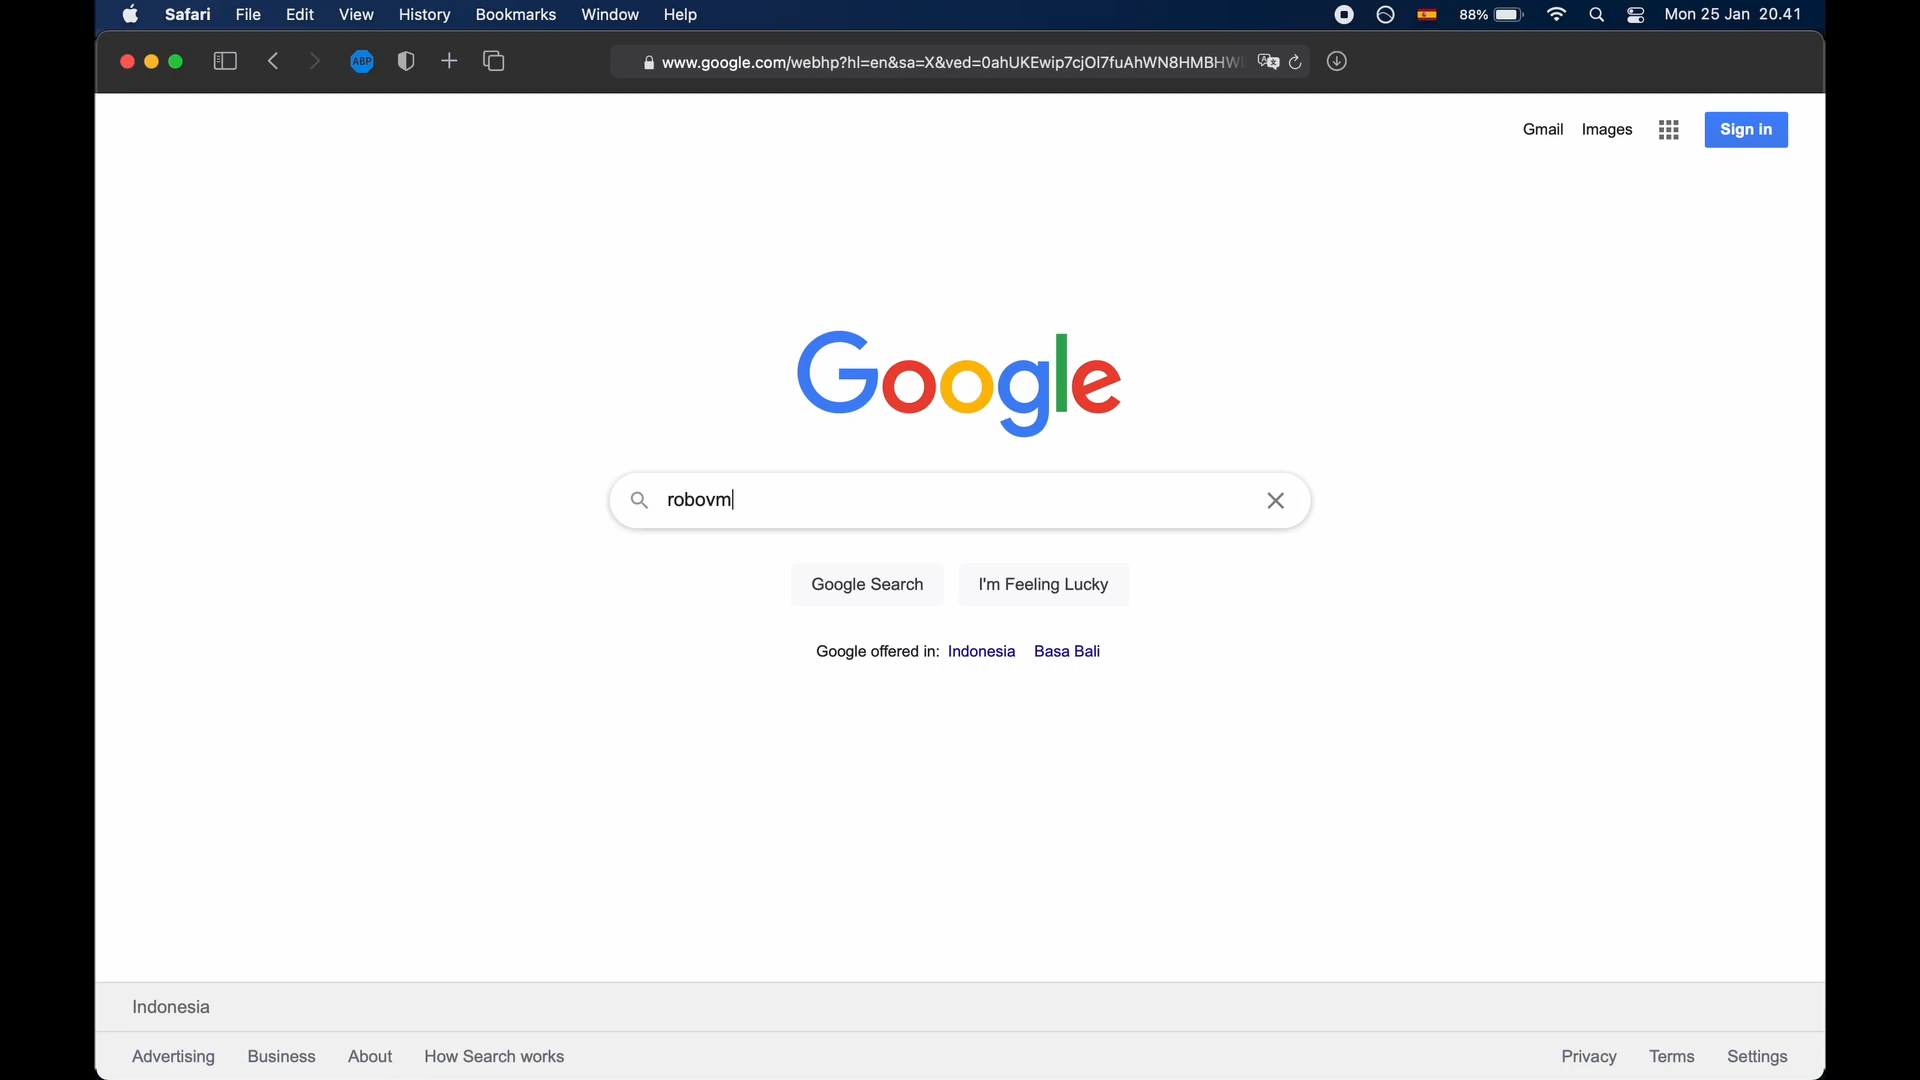 Safari File Edit View History Bookmarks Window Help 88% Mon 25 Jan 20.41
ABP www.google.com/webhp?hl=en&sa=X&ved=0ahUKEwip7cjOl7fuAhWN8HMBHW
Gmail Images Sign in
Google
robovm
Google Search I'm Feeling Lucky
Google offered in: Indonesia Basa Bali
Indonesia
Advertising Business About How Search works Privacy Terms Settings